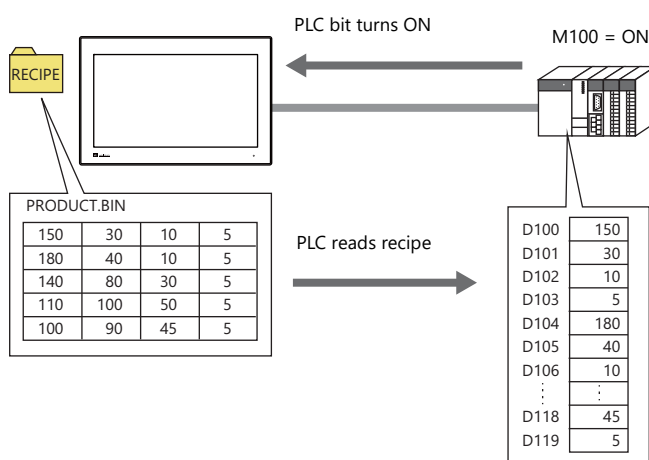 PLC bit turns ON
M100 = ON
RECIPE
PRODUCT.BIN
150 30 10 5
180 40 10 5
140 80 30 5
110 100 50 5
100 90 45 5
PLC reads recipe
D100 150
D101 30
D102 10
D103 5
D104 180
D105 40
D106 10
D118 45
D119 5